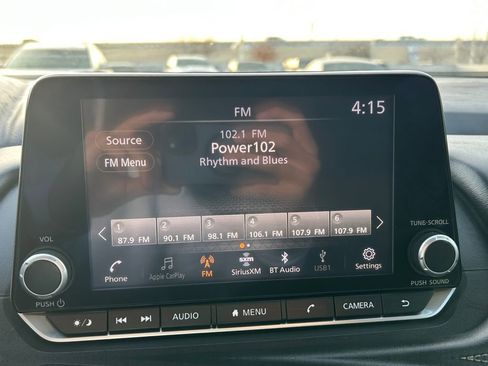 FM
4:15
Source
102.1 FM
Power102
FM Menu
Rhythm and Blues
1 2 3 4 5 6
87.9 FM 90.1 FM 98.1 FM 106.1 FM 107.9 FM 107.9 FM
VOL
TUNE·SCROLL
Phone Apple CarPlay FM SXM SiriusXM BT Audio USB1 Settings
PUSH
PUSH SOUND
AUDIO MENU CAMERA